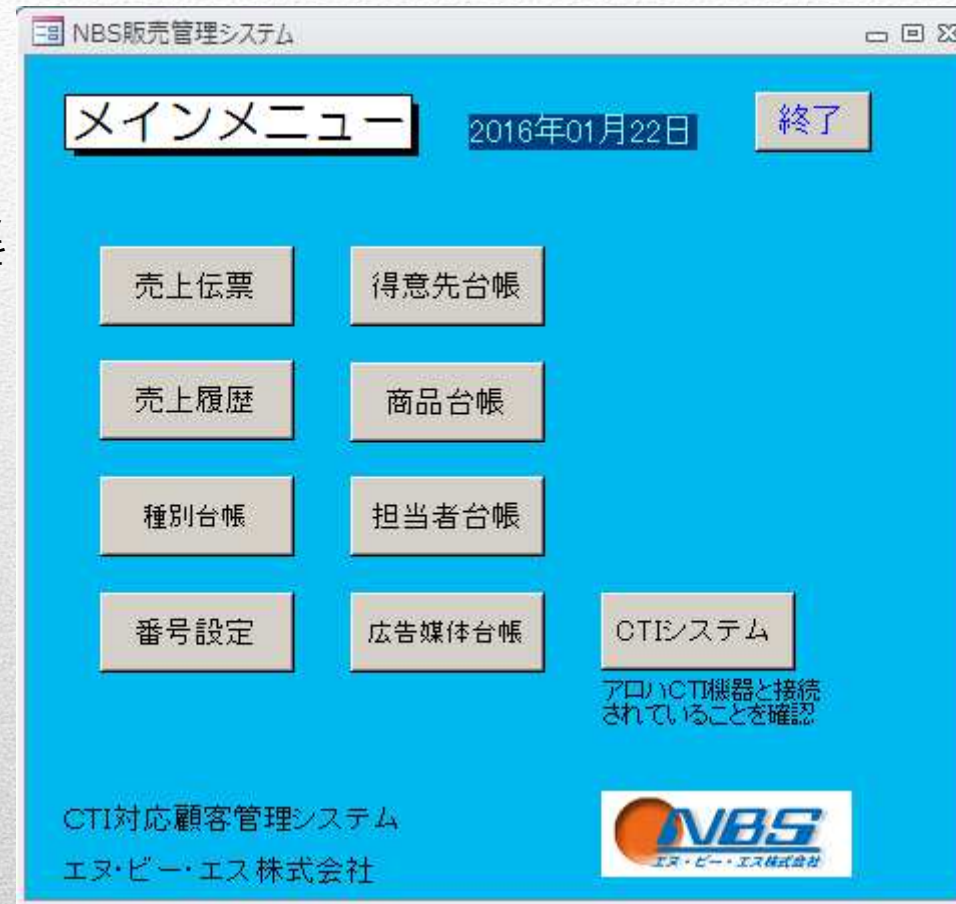 NBS販売管理システム
メインメニュー
2016年01月22日
終了
売上伝票
得意先台帳
売上履歴
商品台帳
種別台帳
担当者台帳
番号設定
広告媒体台帳
CTIシステム
アロハCTI機器と接続
されていることを確認
CTI対応顧客管理システム
エヌ・ビー・エス株式会社
NBS
エヌ・ビー・エス株式会社